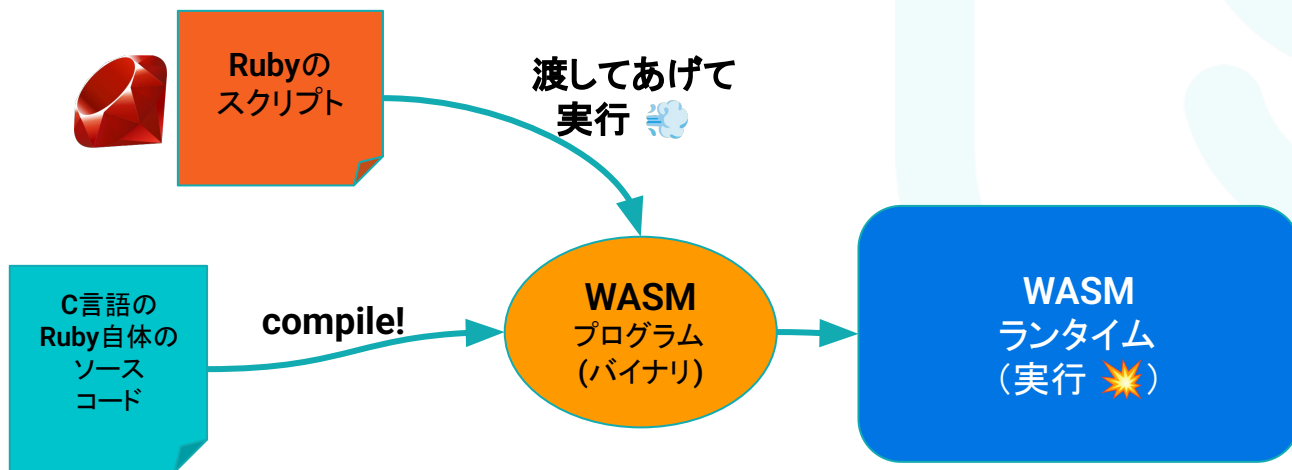 Rubyの
スクリプト
渡してあげて
実行 💨
C言語の
Ruby自体の
ソース
コード
compile!
WASM
プログラム
(バイナリ)
WASM
ランタイム
（実行 💥）